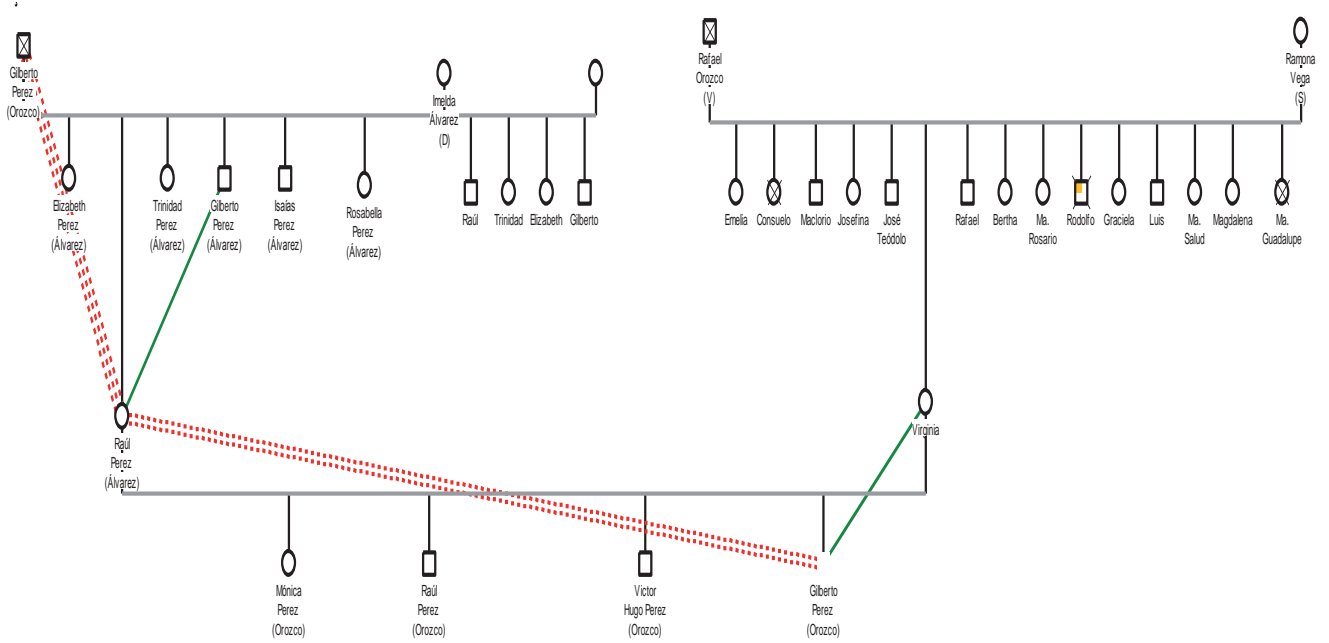 Gilberto
Perez
(Orozco)
Imelda
Álvarez
(D)
Rafael
Orozco
(V)
Ramona
Vega
(S)
Elizabeth
Perez
(Álvarez)
Trinidad
Perez
(Álvarez)
Gilberto
Perez
(Álvarez)
Isaías
Perez
(Álvarez)
Rosabella
Perez
(Álvarez)
Raúl
Trinidad
Elizabeth
Gilberto
Emelia
Consuelo
Maclorio
Josefina
José
Teódolo
Rafael
Bertha
Ma.
Rosario
Rodolfo
Graciela
Luis
Ma.
Salud
Magdalena
Ma.
Guadalupe
Raúl
Perez
(Álvarez)
Virginia
Mónica
Perez
(Orozco)
Raúl
Perez
(Orozco)
Víctor
Hugo Perez
(Orozco)
Gilberto
Perez
(Orozco)